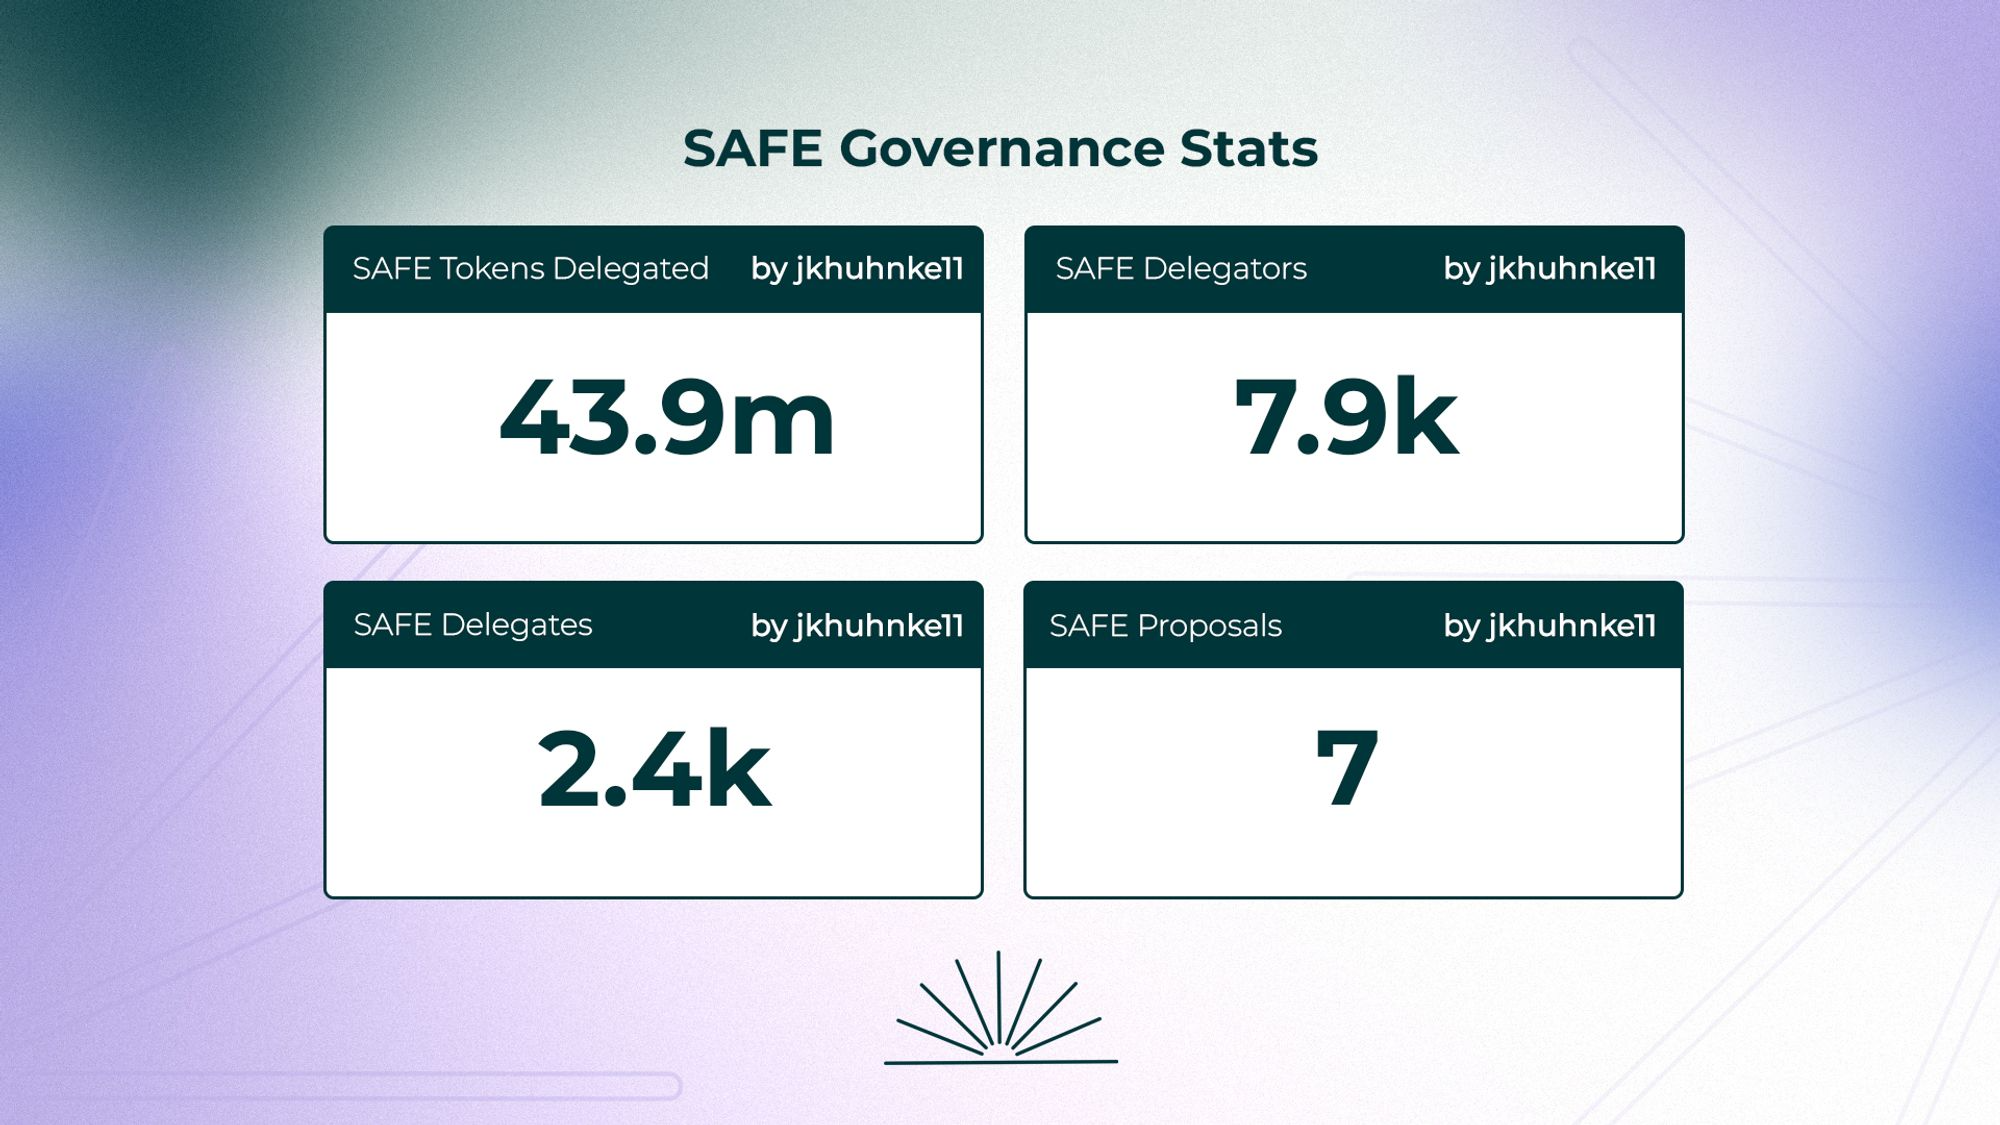 SAFE Governance Stats
SAFE Tokens Delegated by jkhuhnke11
43.9m
SAFE Delegators by jkhuhnke11
7.9k
SAFE Delegates by jkhuhnke11
2.4k
SAFE Proposals by jkhuhnke11
7